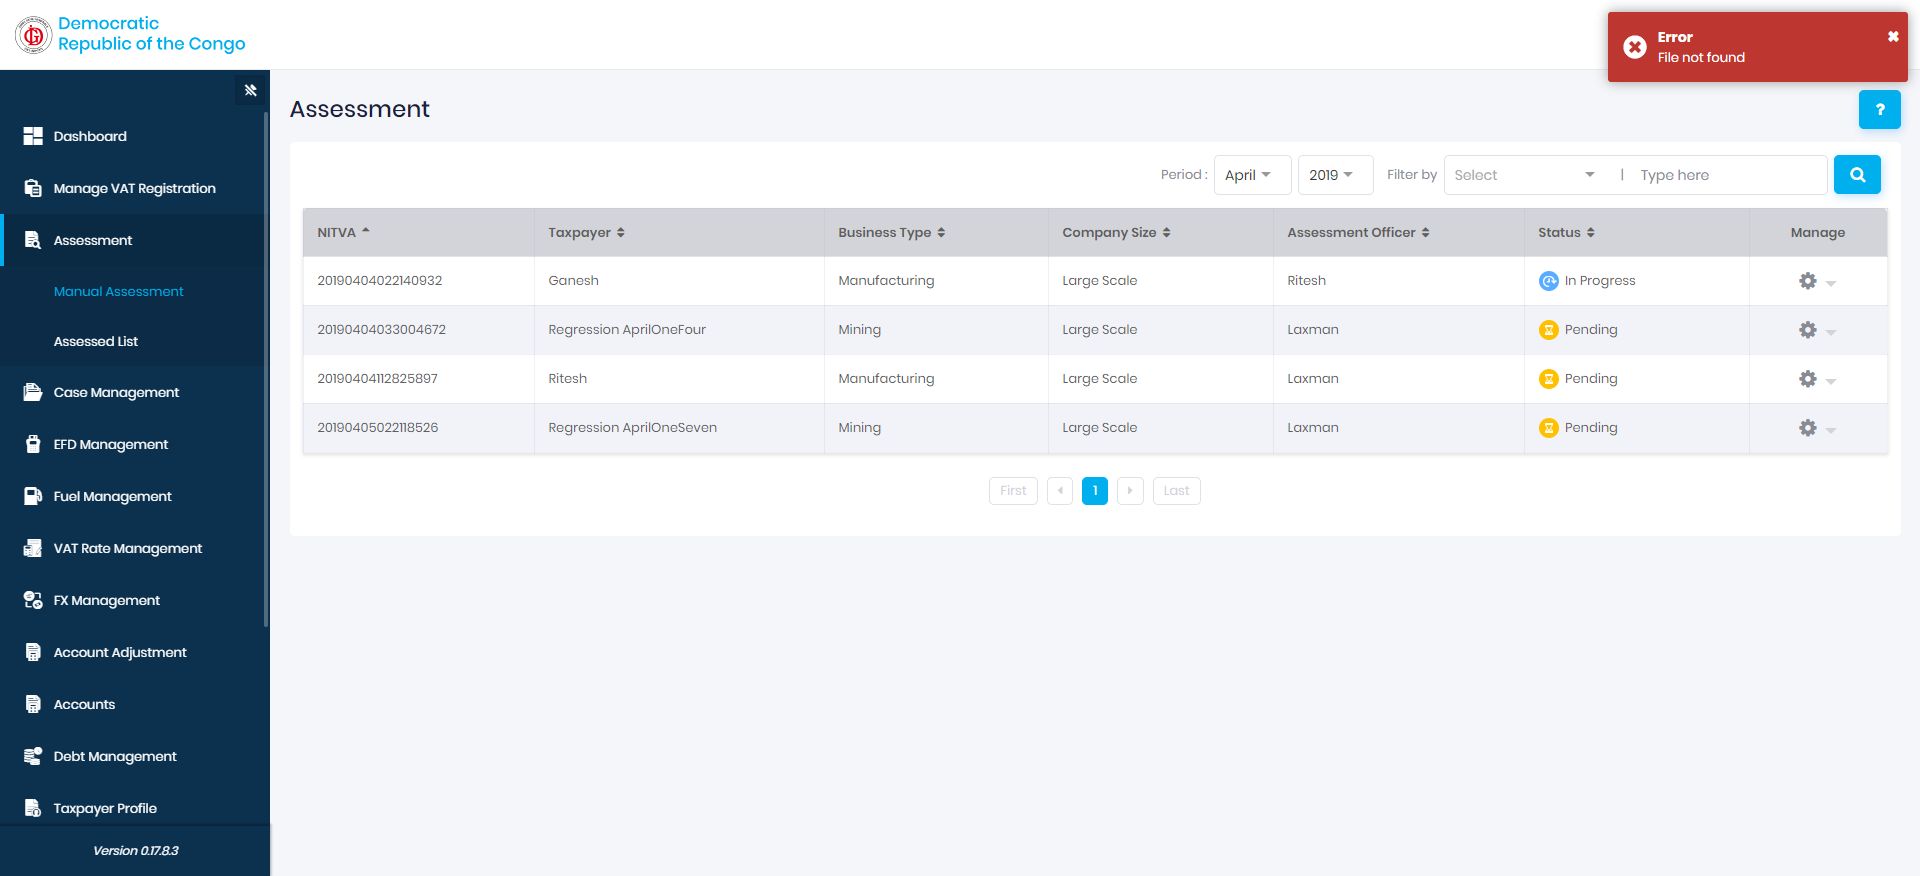 Democratic
Republic of the Congo
Error
File not found
Assessment
?
Dashboard
Manage VAT Registration
Assessment
Manual Assessment
Assessed List
Case Management
EFD Management
Fuel Management
VAT Rate Management
FX Management
Account Adjustment
Accounts
Debt Management
Taxpayer Profile
Version 0.17.8.3
Period : April 2019 Filter by Select | Type here
NITVA Taxpayer Business Type Company Size Assessment Officer Status Manage
20190404022140932 Ganesh Manufacturing Large Scale Ritesh In Progress
20190404033004672 Regression AprilOneFour Mining Large Scale Laxman Pending
20190404112825897 Ritesh Manufacturing Large Scale Laxman Pending
20190405022118526 Regression AprilOneSeven Mining Large Scale Laxman Pending
First 1 Last